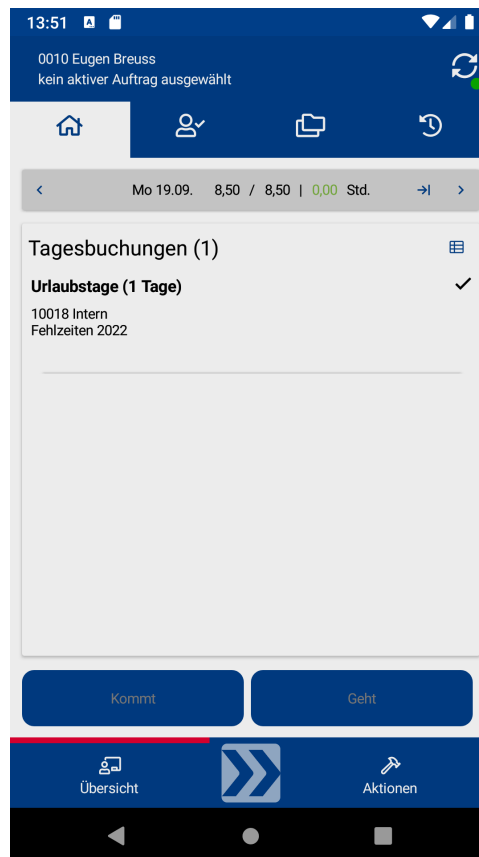 13:51
0010 Eugen Breuss
kein aktiver Auftrag ausgewählt
Mo 19.09. 8,50 / 8,50 | 0,00 Std.
Tagesbuchungen (1)
Urlaubstage (1 Tage)
10018 Intern
Fehlzeiten 2022
Kommt Geht
Übersicht Aktionen